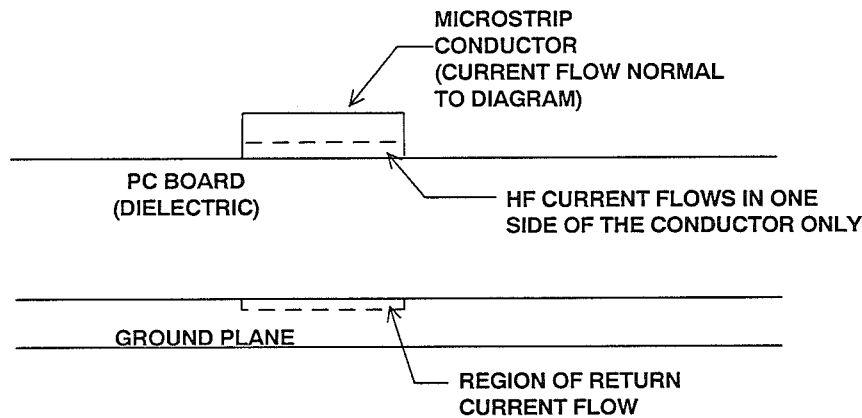 MICROSTRIP
CONDUCTOR
(CURRENT FLOW NORMAL
TO DIAGRAM)
PC BOARD
(DIELECTRIC)
HF CURRENT FLOWS IN ONE
SIDE OF THE CONDUCTOR ONLY
GROUND PLANE
REGION OF RETURN
CURRENT FLOW